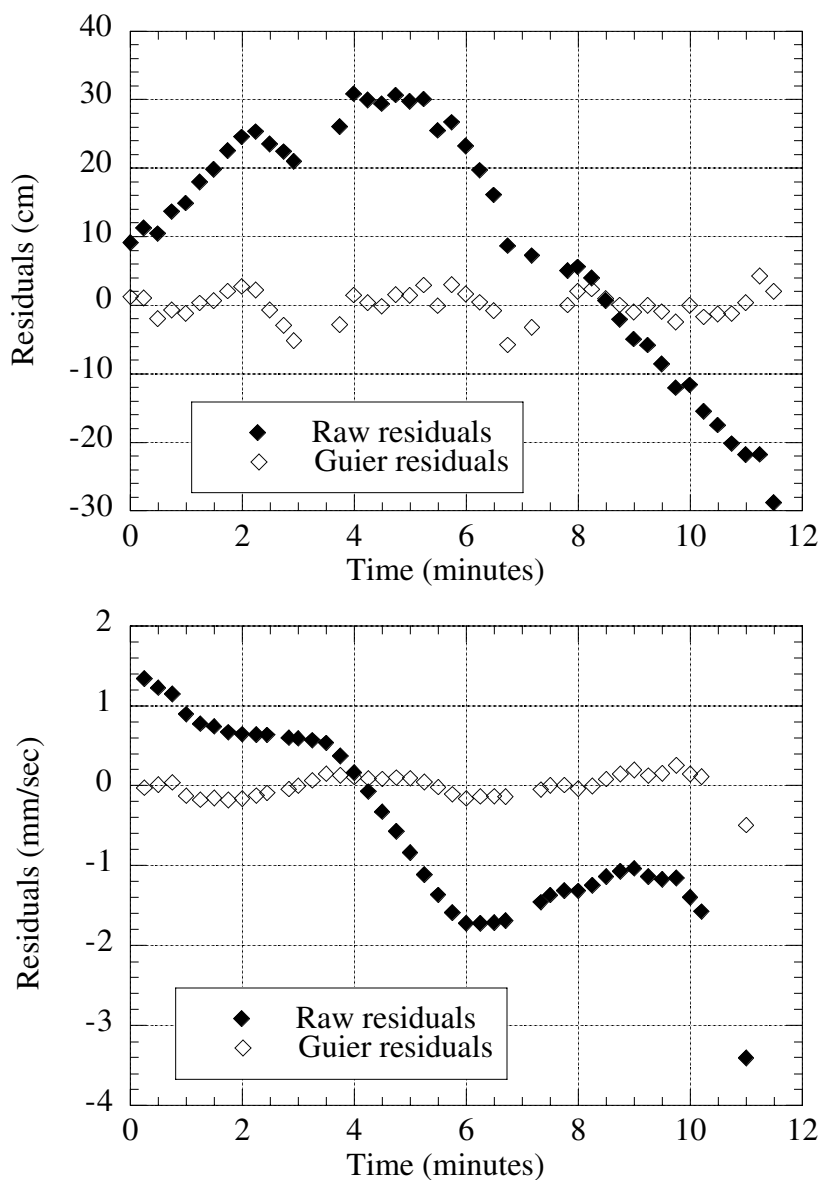 40
30
20
10
0
-10
-20
-30
Residuals (cm)
Raw residuals
Guier residuals
0 2 4 6 8 10 12
Time (minutes)
2
1
0
-1
-2
-3
-4
Residuals (mm/sec)
Raw residuals
Guier residuals
0 2 4 6 8 10 12
Time (minutes)